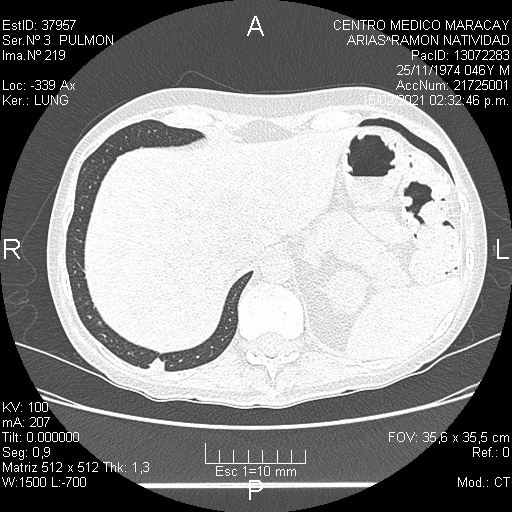 EstID: 37957
Ser.Nº 3 PULMON
Ima.Nº 219
Loc: -339 Ax
Ker.: LUNG
A
CENTRO MEDICO MARACAY
ARIAS^RAMON NATIVIDAD
PacID: 13072283
25/11/1974 046Y M
AccNum: 21725001
15/02/2021 02:32:46 p.m.
R
L
KV: 100
mA: 207
Tilt: 0.000000
Seg: 0,9
Matriz 512 x 512 Thk: 1,3
W:1500 L:-700
Esc 1=10 mm
P
FOV: 35,6 x 35,5 cm
Ref.: 0
Mod.: CT